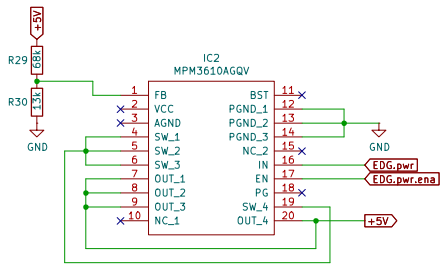 +5V
R29
68k
R30
13k
GND
IC2
MPM3610AGQV
1 FB
2 VCC
3 AGND
4 SW_1
5 SW_2
6 SW_3
7 OUT_1
8 OUT_2
9 OUT_3
10 NC_1
BST 11
PGND_1 12
PGND_2 13
PGND_3 14
NC_2 15
IN 16
EN 17
PG 18
SW_4 19
OUT_4 20
GND
EDG.pwr
EDG.pwr.ena
+5V